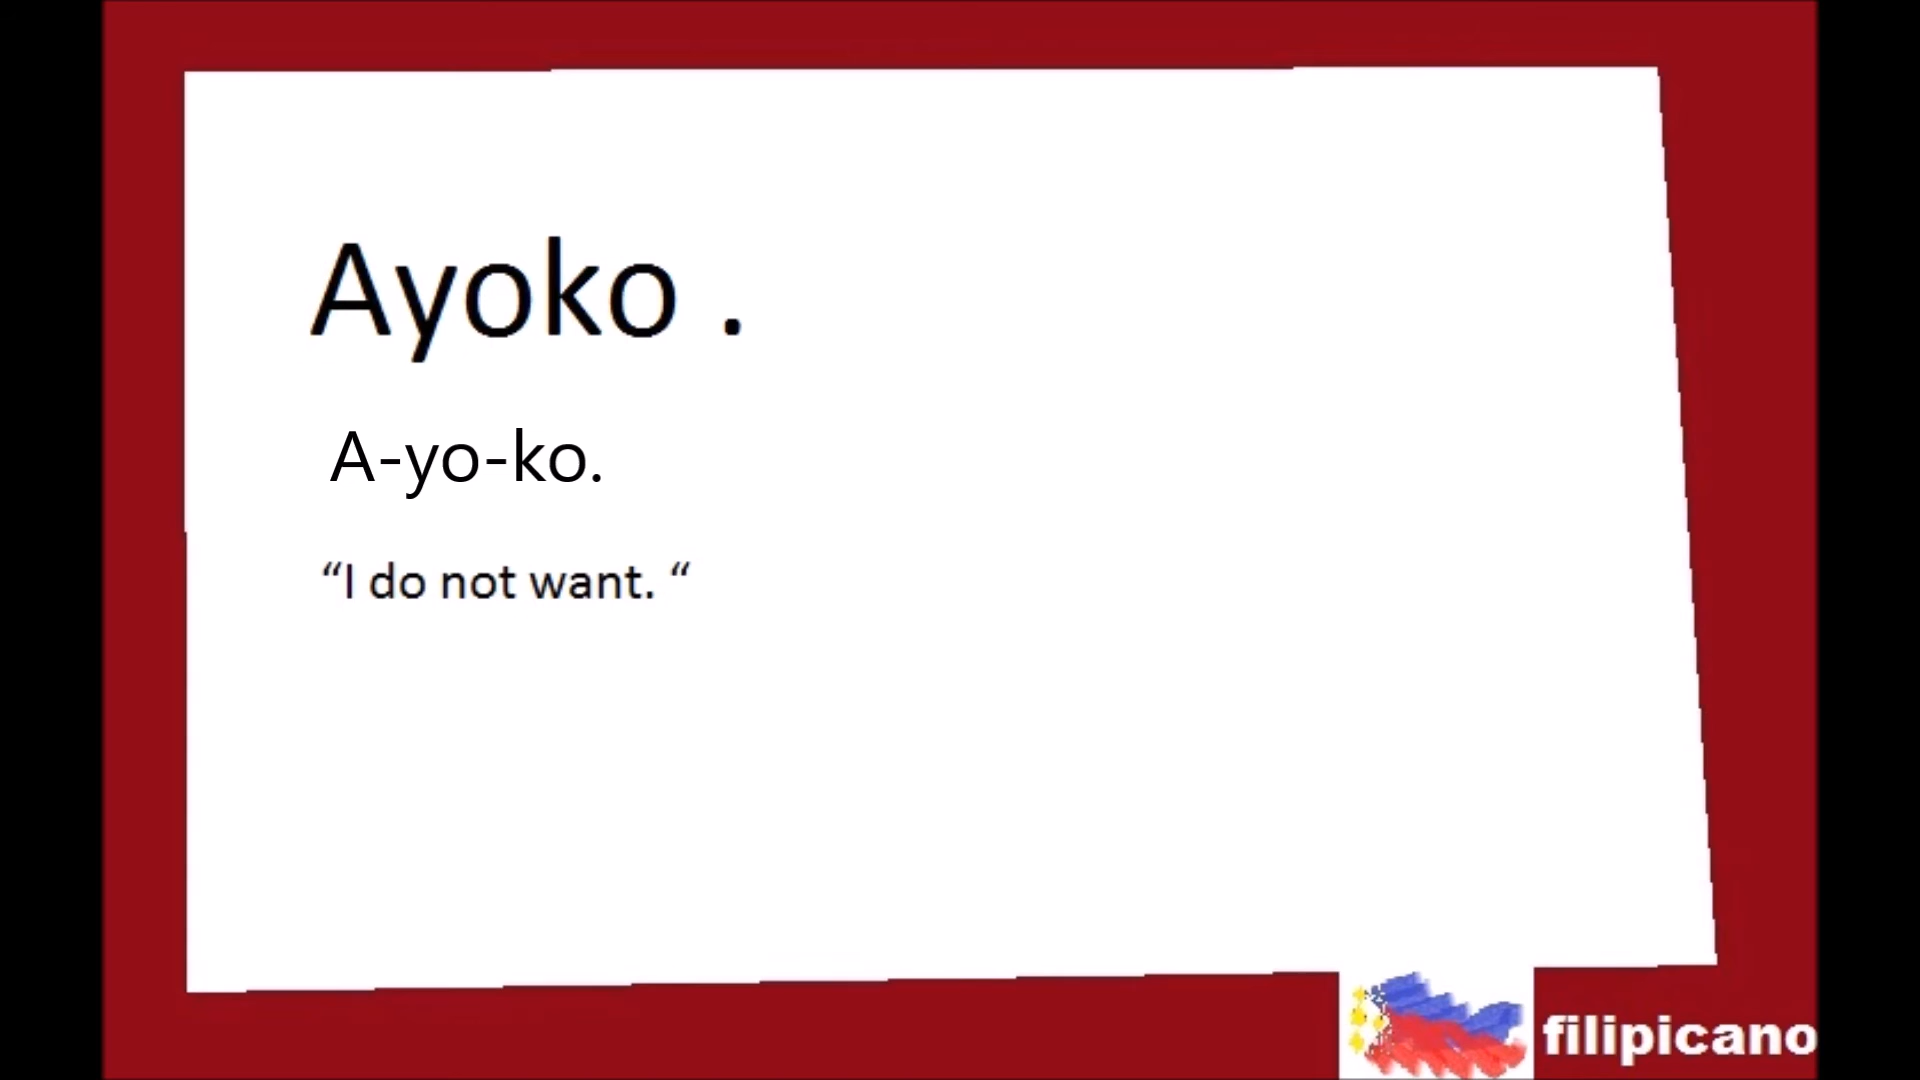 Ayoko .
A-yo-ko.
“I do not want. “
filipicano